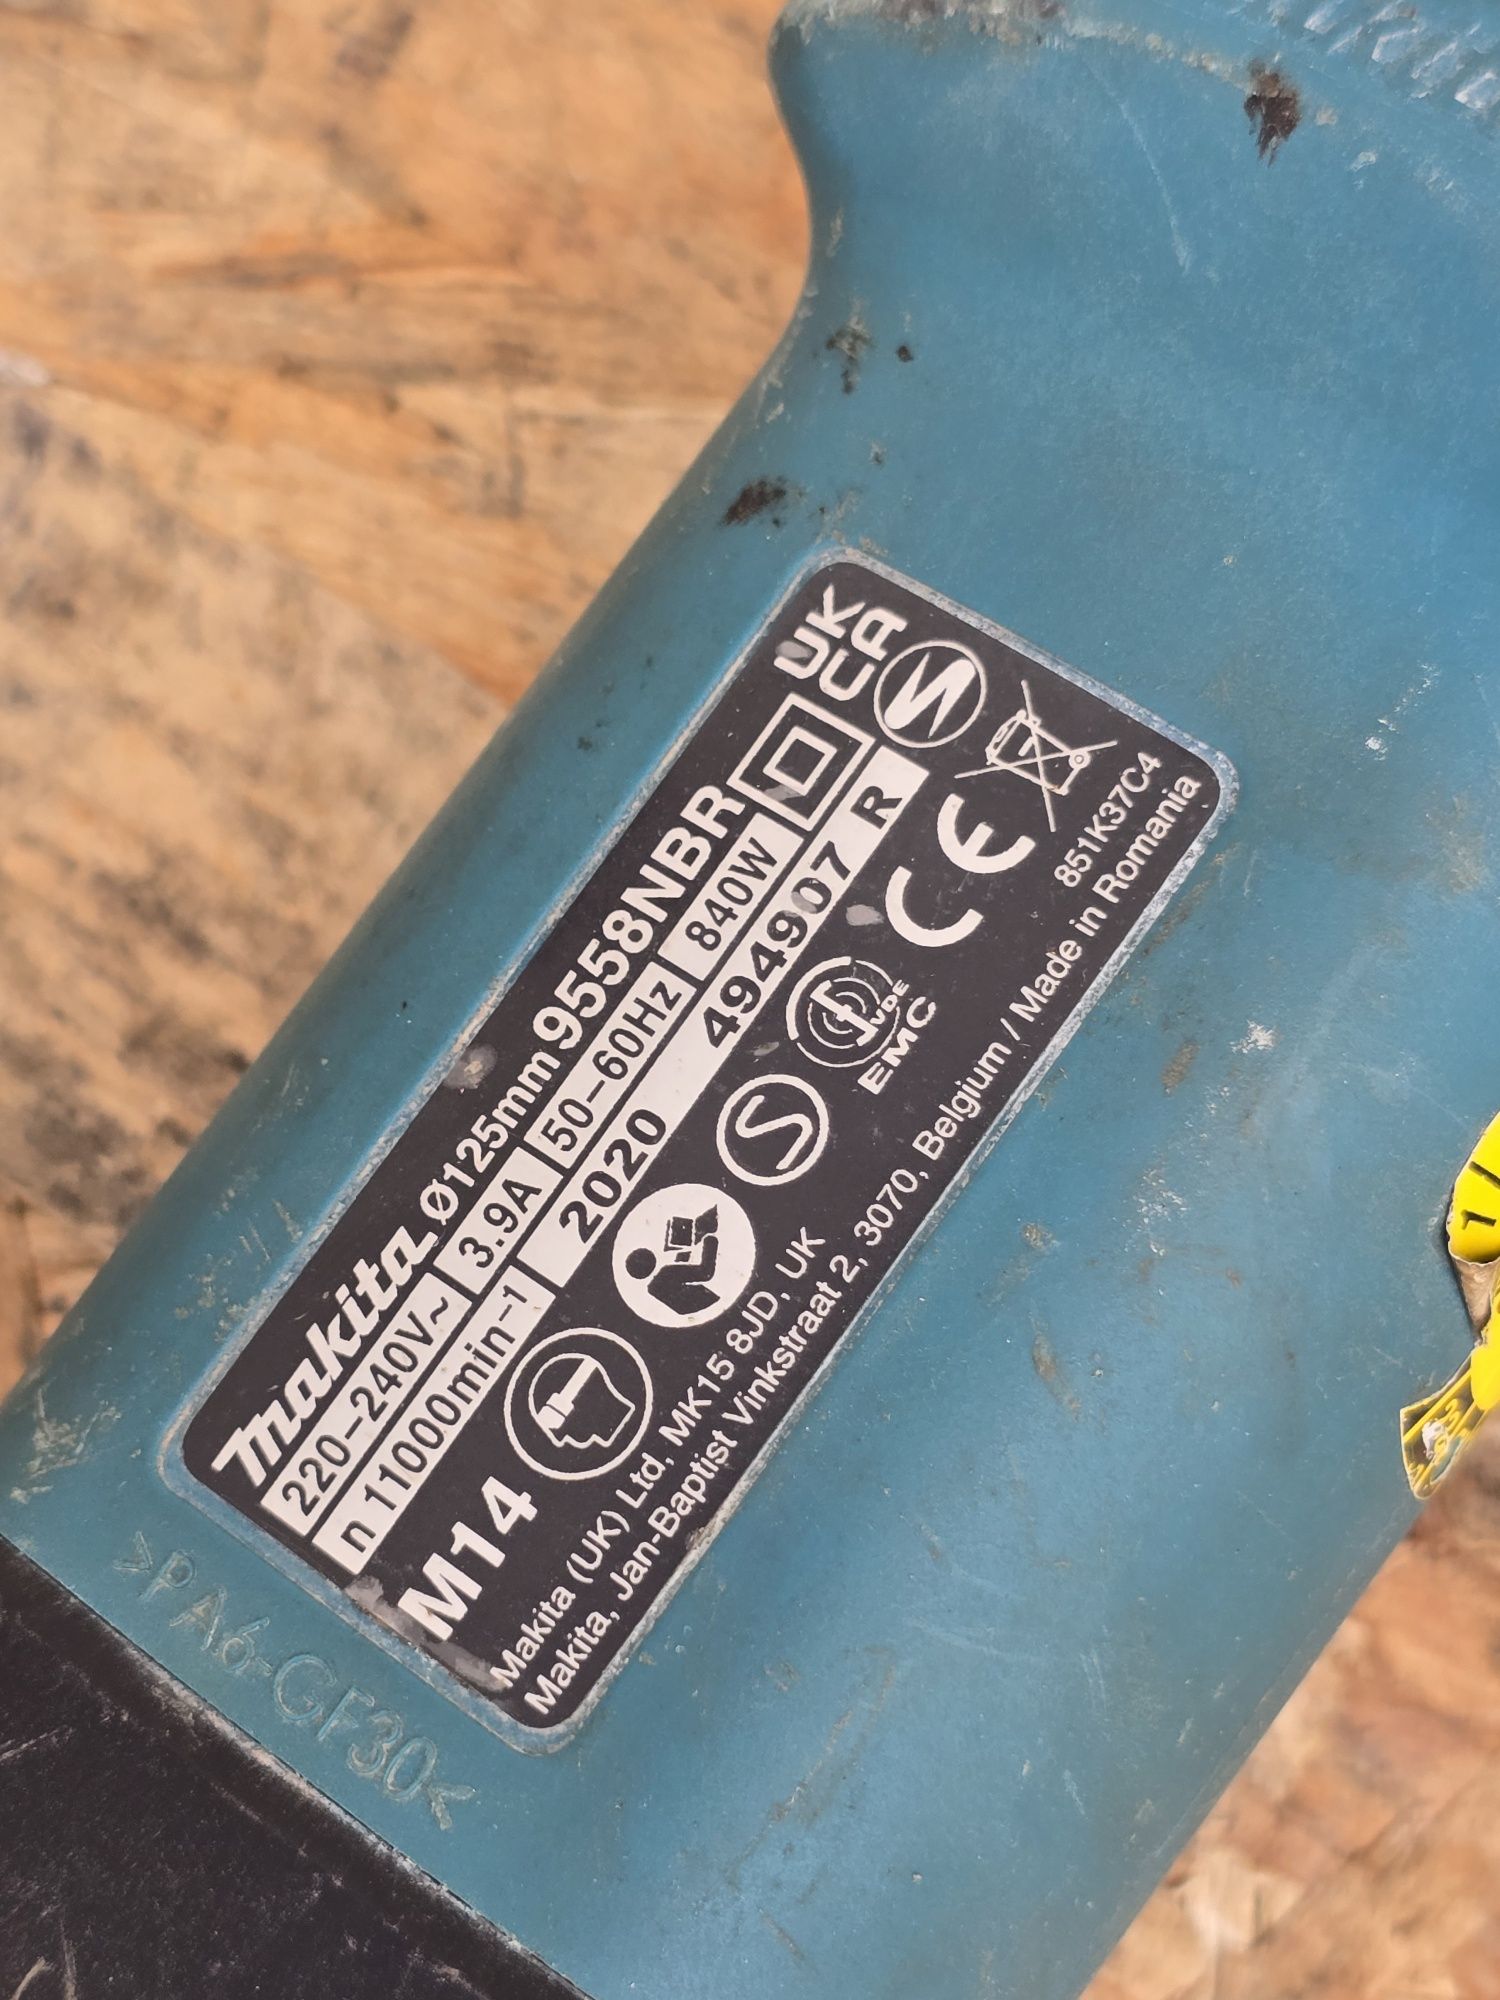 UK
CA
makita Ø125mm 9558NBR
220-240V~ 3.9A 50-60Hz 840W
n 11000min-1 2020 494907 R
M14
S
VDE
EMC
CE
851K37C4
Makita (UK) Ltd, MK15 8JD, UK
Makita, Jan-Baptist Vinkstraat 2, 3070, Belgium / Made in Romania
>PA6-GF30<
1